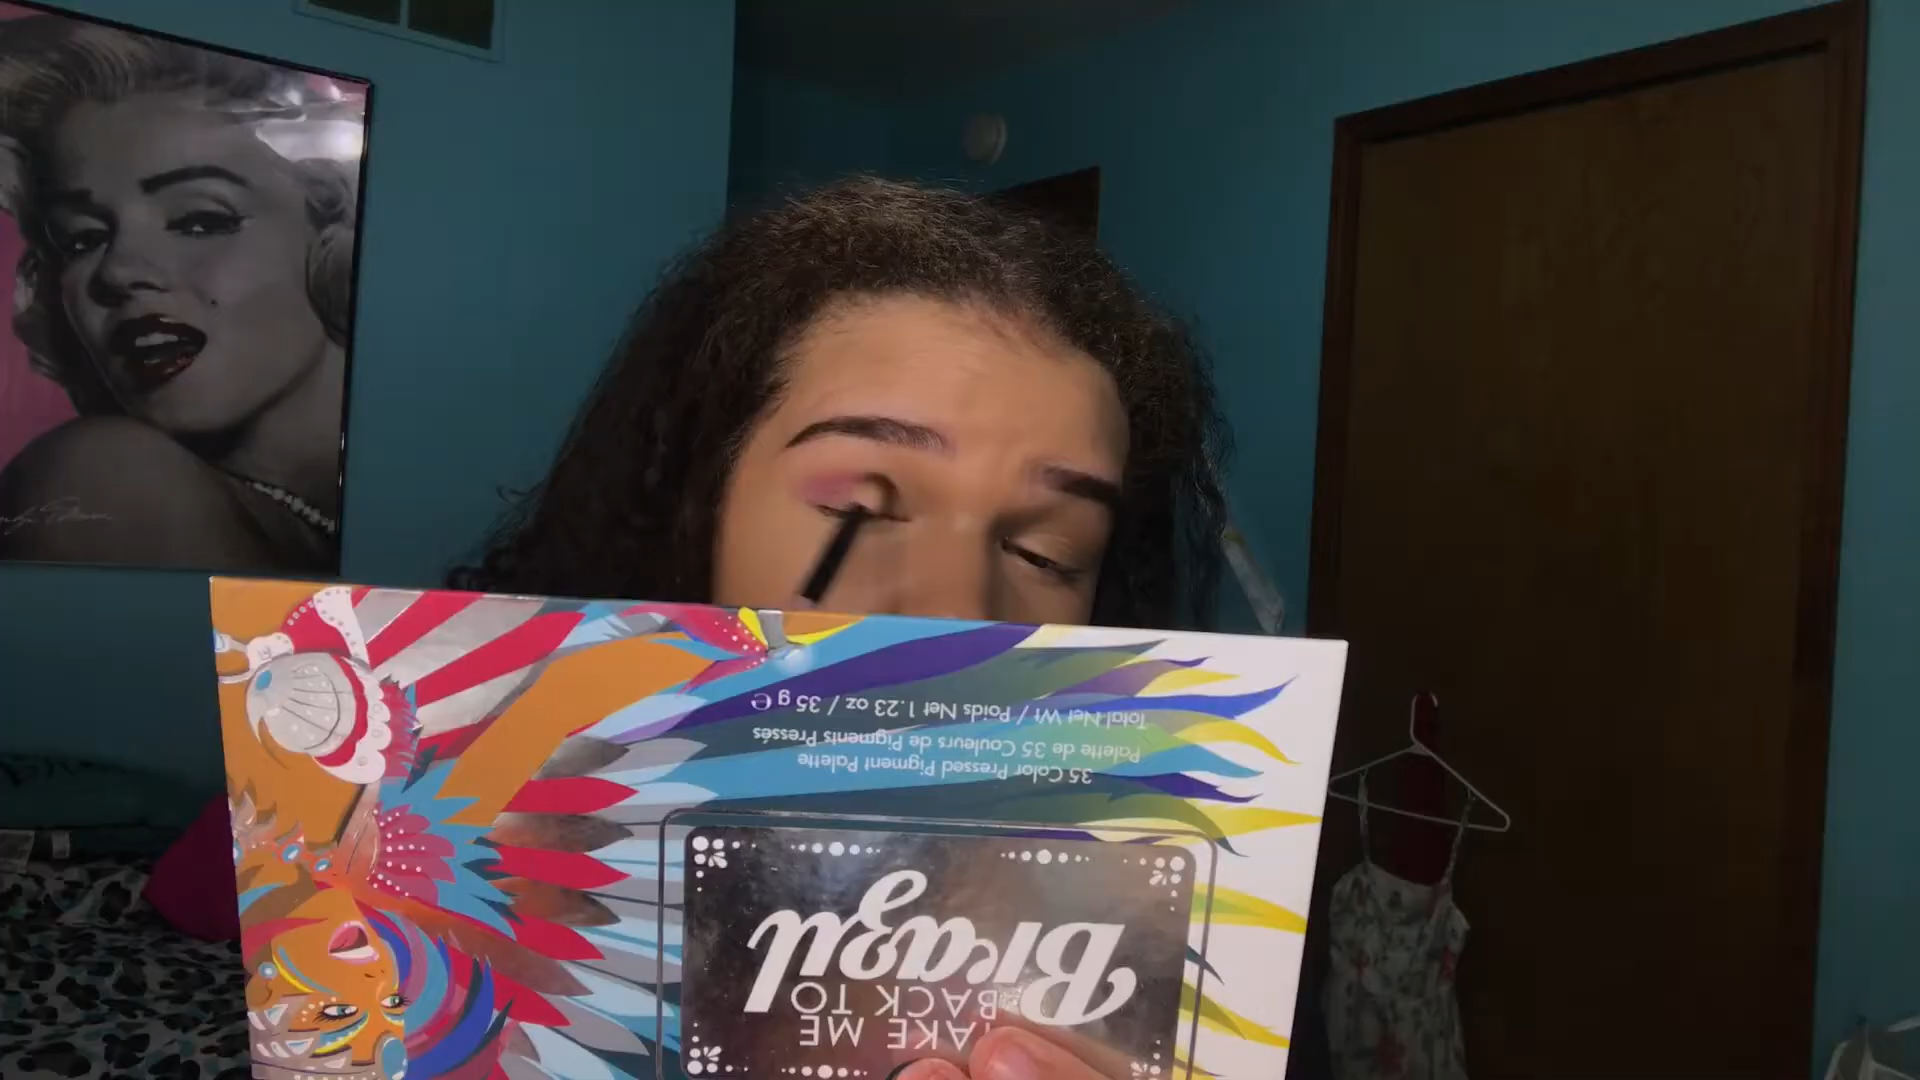 TAKE ME
BACK TO
Brazil
35 Color Pressed Pigment Palette
Palette de 35 Couleurs de Pigments Pressés
Total Net Wt / Poids Net 1.23 oz / 35 g ℮